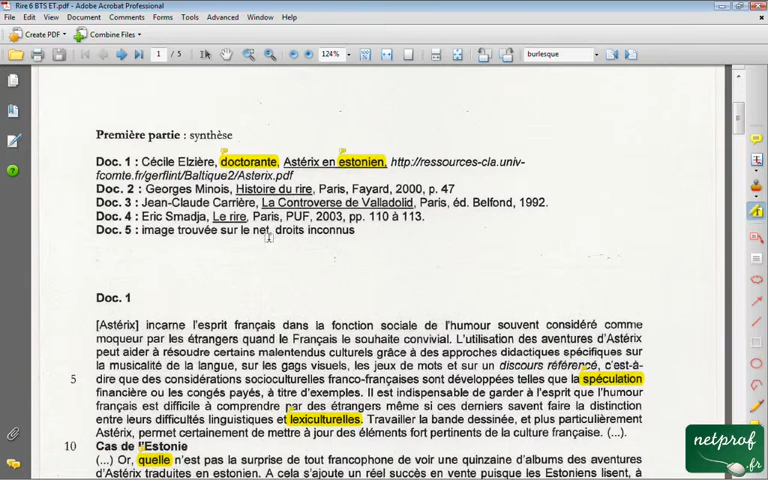 Rire 6 BTS ET.pdf - Adobe Acrobat Professional
File Edit View Document Comments Forms Tools Advanced Window Help
Create PDF Combine Files
1 / 5 124% burlesque
Première partie : synthèse
Doc. 1 : Cécile Elzière, doctorante, Astérix en estonien, http://ressources-cla.univ-
fcomte.fr/gerflint/Baltique2/Asterix.pdf
Doc. 2 : Georges Minois, Histoire du rire, Paris, Fayard, 2000, p. 47
Doc. 3 : Jean-Claude Carrière, La Controverse de Valladolid, Paris, éd. Belfond, 1992.
Doc. 4 : Eric Smadja, Le rire, Paris, PUF, 2003, pp. 110 à 113.
Doc. 5 : image trouvée sur le net, droits inconnus
Doc. 1
[Astérix] incarne l'esprit français dans la fonction sociale de l'humour souvent considéré comme
moqueur par les étrangers quand le Français le souhaite convivial. L'utilisation des aventures d'Astérix
peut aider à résoudre certains malentendus culturels grâce à des approches didactiques spécifiques sur
la musicalité de la langue, sur les gags visuels, les jeux de mots et sur un discours référencé, c'est-à-
5 dire que des considérations socioculturelles franco-françaises sont développées telles que la spéculation
financière ou les congés payés, à titre d'exemples. Il est indispensable de garder à l'esprit que l'humour
français est difficile à comprendre par des étrangers même si ces derniers savent faire la distinction
entre leurs difficultés linguistiques et lexiculturelles. Travailler la bande dessinée, et plus particulièrement
Astérix, permet certainement de mettre à jour des éléments fort pertinents de la culture française. (...).
10 Cas de l'Estonie
(...) Or, quelle n'est pas la surprise de tout francophone de voir une quinzaine d'albums des aventures
d'Astérix traduites en estonien. A cela s'ajoute un réel succès en vente puisque les Estoniens lisent, à
netprof
.fr